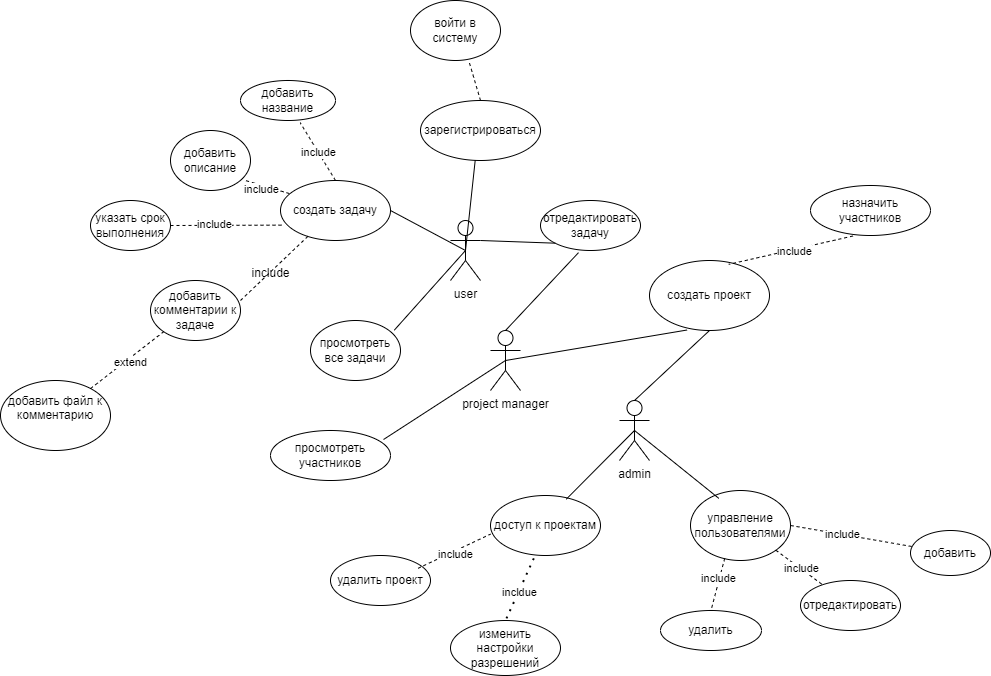 войти в
систему
добавить
название
зарегистрироваться
include
добавить
описание
include
создать задачу
указать срок
выполнения
include
отредактировать
задачу
назначить
участников
include
user
include
создать проект
добавить
комментарии к
задаче
просмотреть
все задачи
extend
project manager
добавить файл к
комментарию
просмотреть
участников
admin
доступ к проектам
управление
пользователями
include
include
добавить
удалить проект
include
incldue
include
отредактировать
удалить
изменить
настройки
разрешений